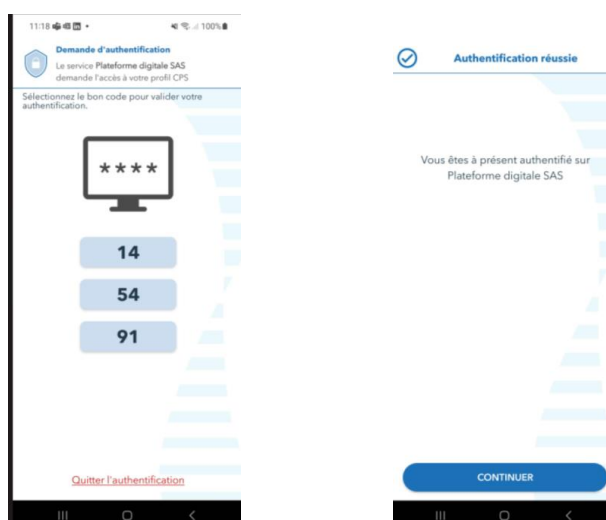 11:18
100%
Demande d'authentification
Le service Plateforme digitale SAS
demande l'accès à votre profil CPS
Sélectionnez le bon code pour valider votre
authentification.
****
14
54
91
Quitter l'authentification
Authentification réussie
Vous êtes à présent authentifié sur
Plateforme digitale SAS
CONTINUER